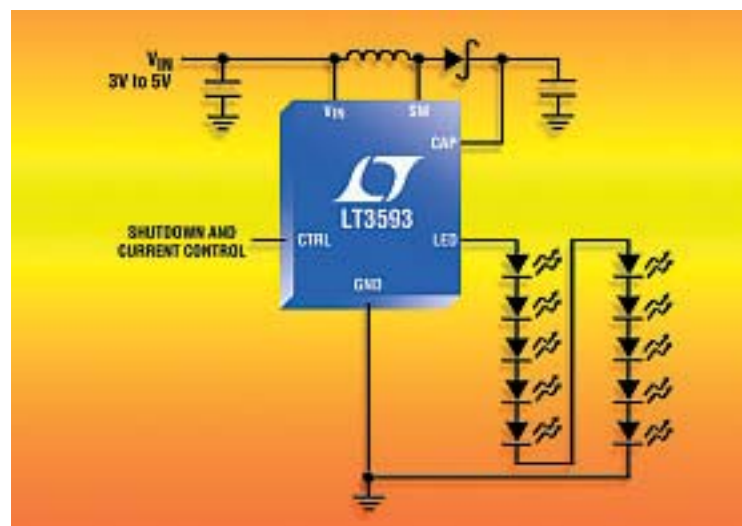 VIN
3V to 5V
VIN
SW
CAP
LT3593
SHUTDOWN AND
CURRENT CONTROL
CTRL
LED
GND